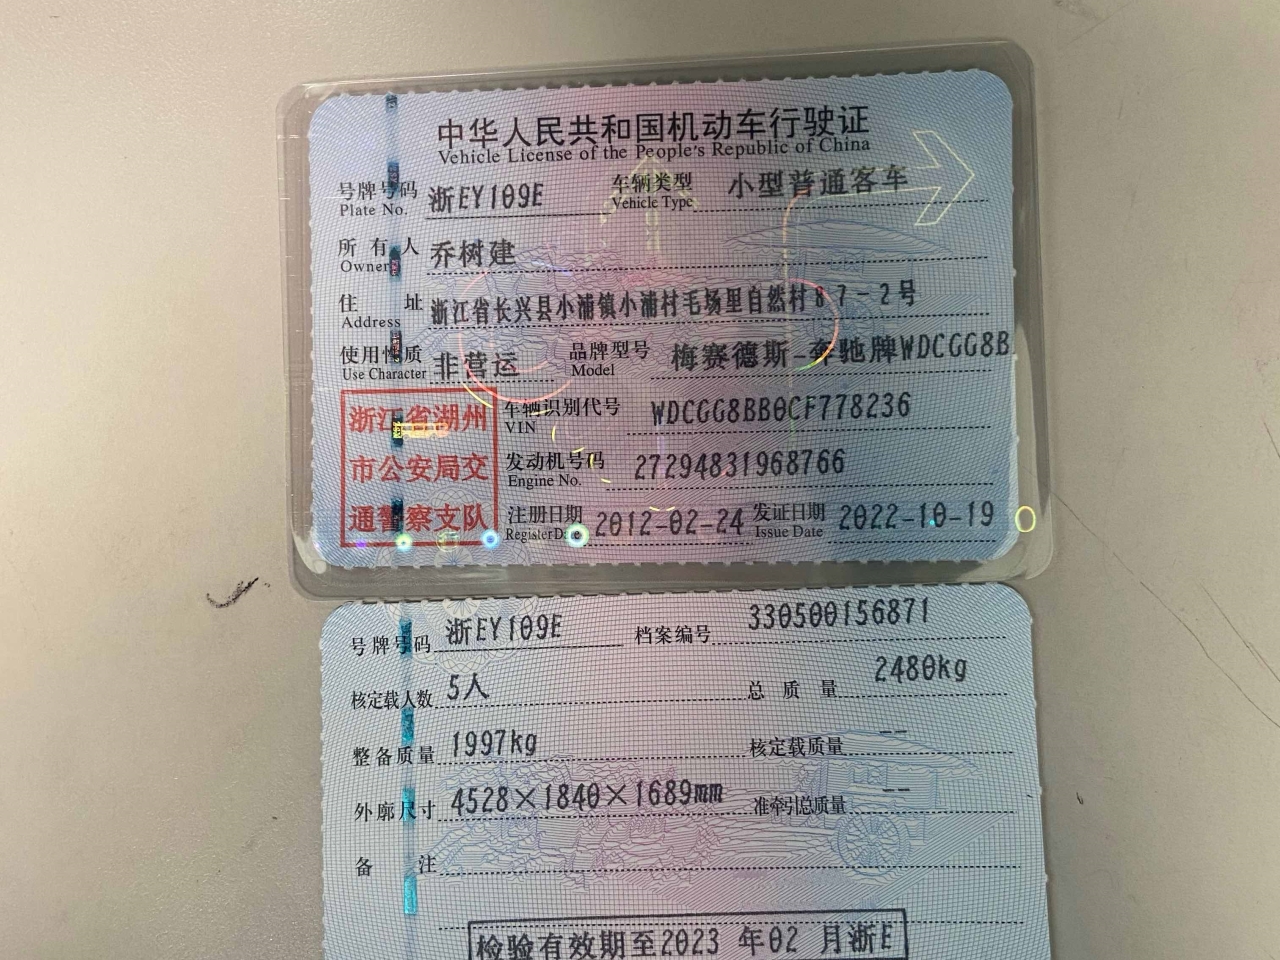 中华人民共和国机动车行驶证
Vehicle License of the People's Republic of China
号牌号码 浙EY109E 车辆类型 小型普通客车
Plate No. Vehicle Type
所有人 乔树建
Owner
住址 浙江省长兴县小浦镇小浦村毛场里自然村87-2号
Address
使用性质 非营运 品牌型号 梅赛德斯-奔驰牌WDCGG8B
Use Character Model
浙江省湖州
市公安局交
通警察支队
车辆识别代号 WDCGG8BB0CF778236
VIN
发动机号码 27294831968766
Engine No.
注册日期 2012-02-24 发证日期 2022-10-19
Register Date Issue Date
号牌号码 浙EY109E 档案编号 330500156871
核定载人数 5人 总质量 2480kg
整备质量 1997kg 核定载质量 --
外廓尺寸 4528×1840×1689mm 准牵引总质量 --
备注
检验有效期至2023 年02 月浙E